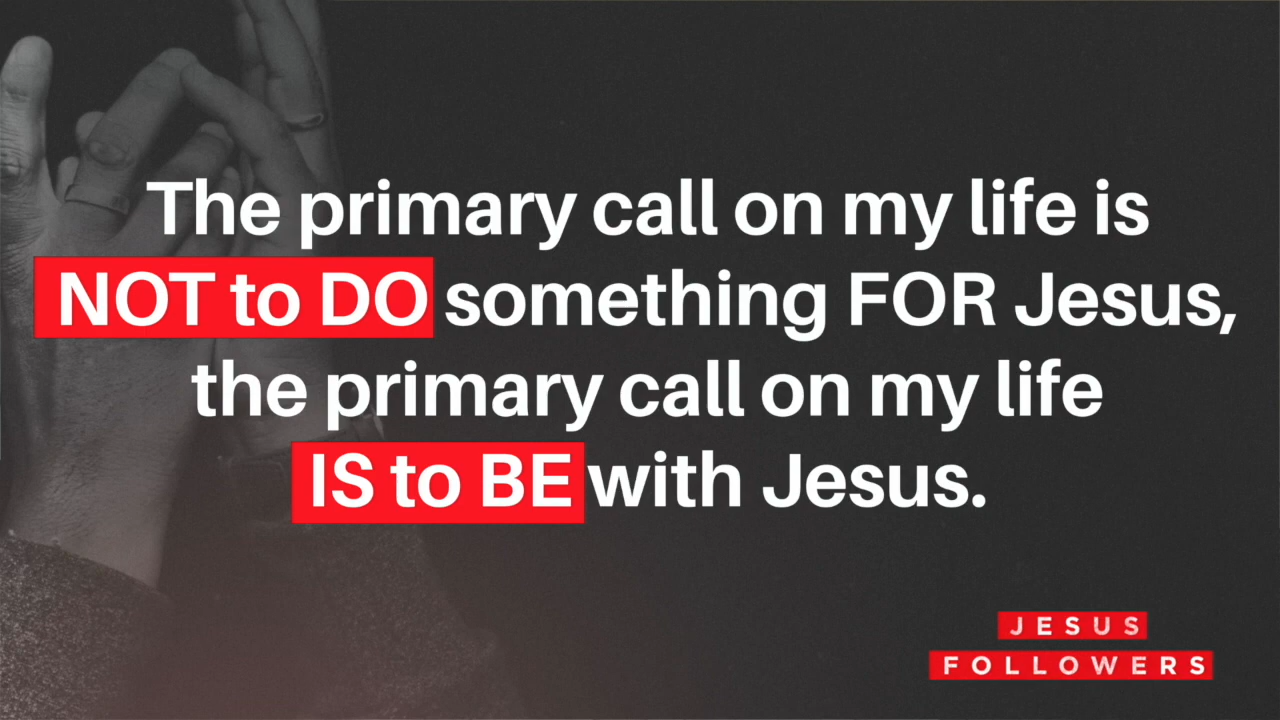 The primary call on my life is
NOT to DO something FOR Jesus,
the primary call on my life
IS to BE with Jesus.
JESUS
FOLLOWERS